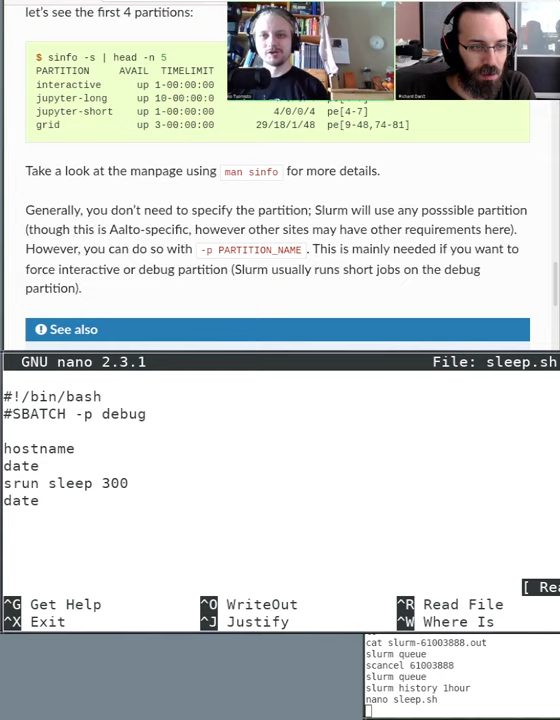 let's see the first 4 partitions:
$ sinfo -s | head -n 5
PARTITION AVAIL TIMELIMIT
interactive up 1-00:00:00
jupyter-long up 10-00:00:0 pe[4-7]
jupyter-short up 1-00:00:00 4/0/0/4 pe[4-7]
grid up 3-00:00:00 29/18/1/48 pe[9-48,74-81]
Richard Darst
Take a look at the manpage using man sinfo for more details.
Generally, you don't need to specify the partition; Slurm will use any posssible partition
(though this is Aalto-specific, however other sites may have other requirements here).
However, you can do so with -p PARTITION_NAME . This is mainly needed if you want to
force interactive or debug partition (Slurm usually runs short jobs on the debug
partition).
See also
GNU nano 2.3.1 File: sleep.sh
#!/bin/bash
#SBATCH -p debug
hostname
date
srun sleep 300
date
[ Rea
^G Get Help ^O WriteOut ^R Read File
^X Exit ^J Justify ^W Where Is
cat slurm-61003888.out
slurm queue
scancel 61003888
slurm queue
slurm history 1hour
nano sleep.sh